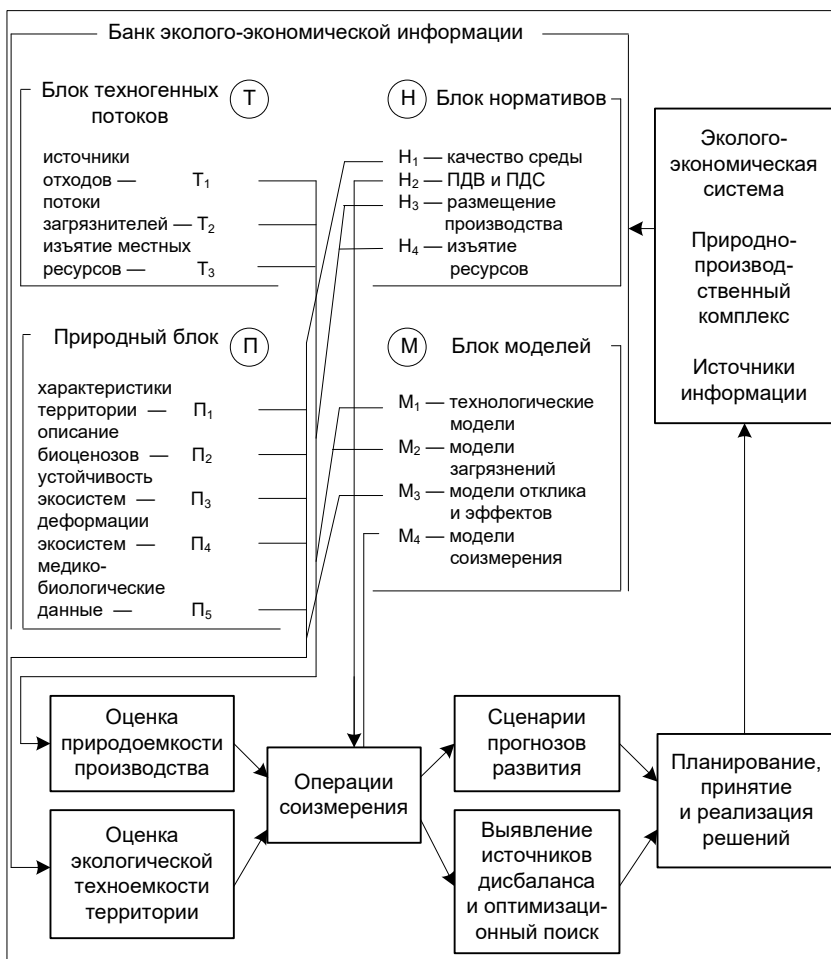 Банк эколого-экономической информации
Блок техногенных
потоков
Т
источники
отходов — Т₁
потоки
загрязнителей — Т₂
изъятие местных
ресурсов — Т₃
Н
Блок нормативов
Н₁ — качество среды
Н₂ — ПДВ и ПДС
Н₃ — размещение
производства
Н₄ — изъятие
ресурсов
Эколого-
экономическая
система
Природно-
производ-
ственный
комплекс
Источники
информации
Природный блок
П
характеристики
территории — П₁
описание
биоценозов — П₂
устойчивость
экосистем — П₃
деформации
экосистем — П₄
медико-
биологические
данные — П₅
М
Блок моделей
М₁ — технологические
модели
М₂ — модели
загрязнений
М₃ — модели отклика
и эффектов
М₄ — модели
соизмерения
Оценка
природоемкости
производства
Оценка
экологической
техноемкости
территории
Операции
соизмерения
Сценарии
прогнозов
развития
Выявление
источников
дисбаланса
и оптимизаци-
онный поиск
Планирование,
принятие
и реализация
решений